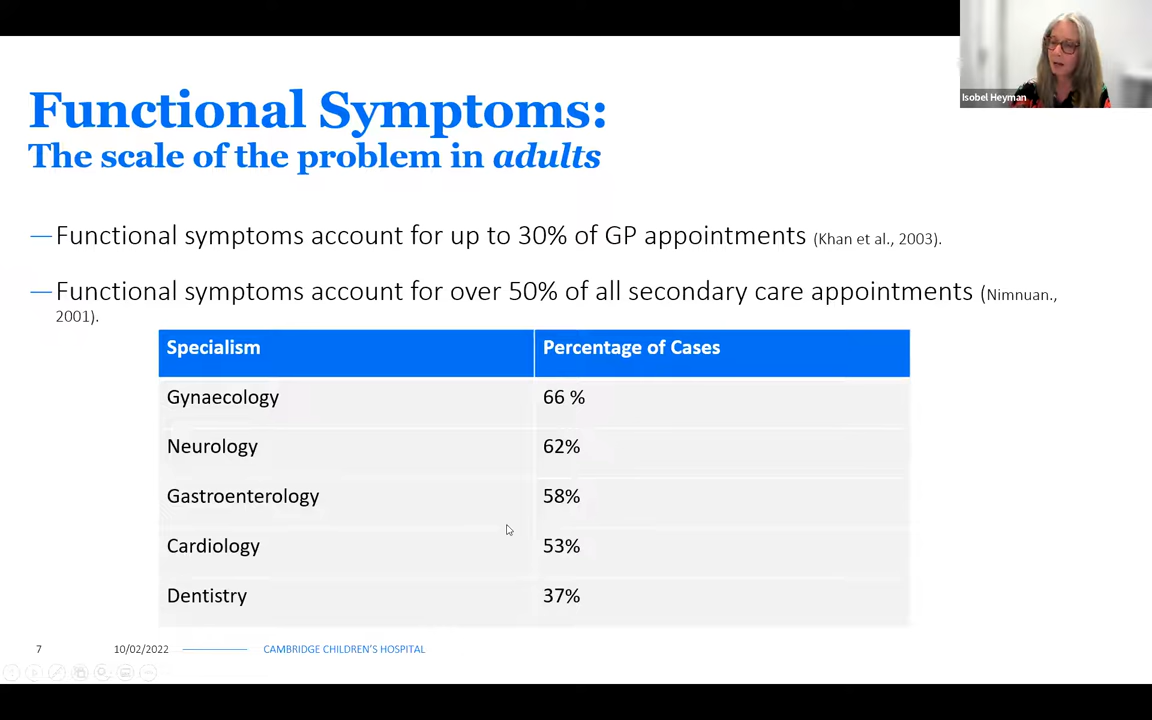 Isobel Heyman
Functional Symptoms:
The scale of the problem in adults
— Functional symptoms account for up to 30% of GP appointments (Khan et al., 2003).
— Functional symptoms account for over 50% of all secondary care appointments (Nimnuan.,
2001).
Specialism Percentage of Cases
Gynaecology 66 %
Neurology 62%
Gastroenterology 58%
Cardiology 53%
Dentistry 37%
7 10/02/2022 CAMBRIDGE CHILDREN'S HOSPITAL